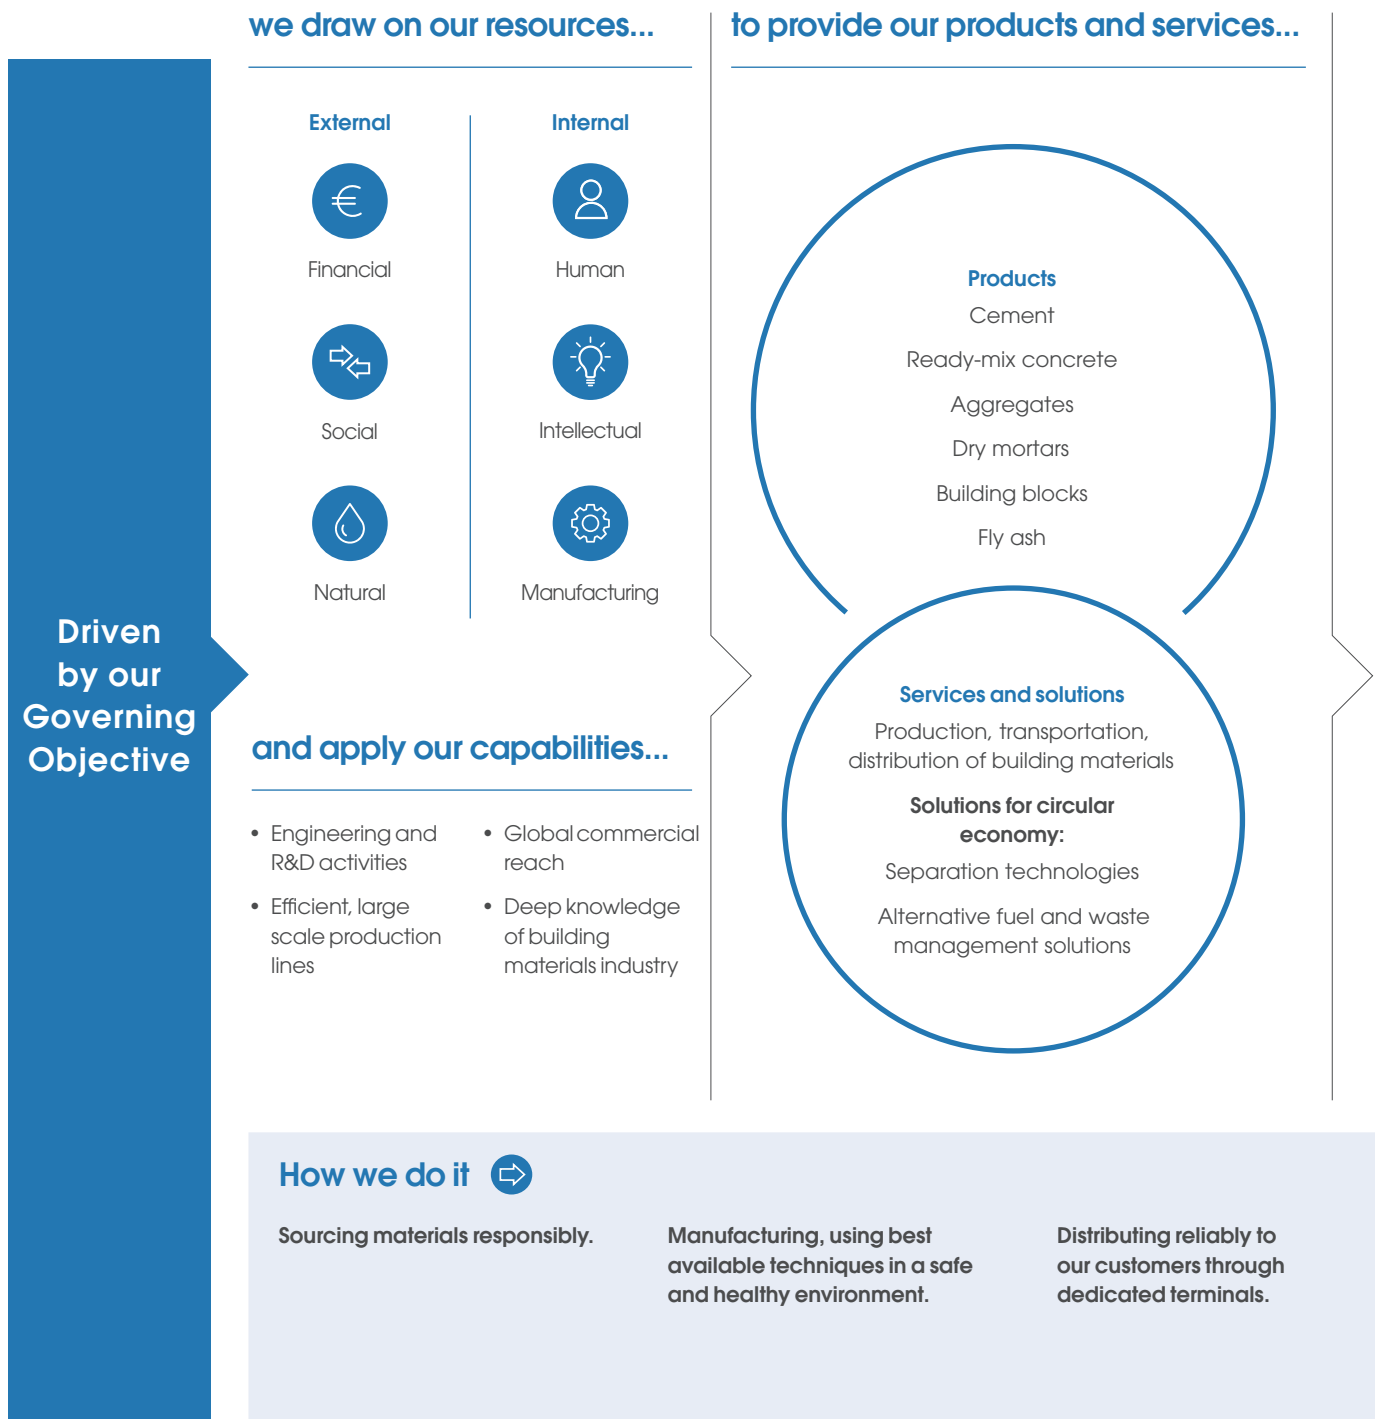 Driven
by our
Governing
Objective
we draw on our resources...
External
Financial
Social
Natural
Internal
Human
Intellectual
Manufacturing
and apply our capabilities...
• Engineering and
R&D activities
• Efficient, large
scale production
lines
• Global commercial
reach
• Deep knowledge
of building
materials industry
to provide our products and services...
Products
Cement
Ready-mix concrete
Aggregates
Dry mortars
Building blocks
Fly ash
Services and solutions
Production, transportation,
distribution of building materials
Solutions for circular
economy:
Separation technologies
Alternative fuel and waste
management solutions
How we do it
Sourcing materials responsibly.
Manufacturing, using best
available techniques in a safe
and healthy environment.
Distributing reliably to
our customers through
dedicated terminals.